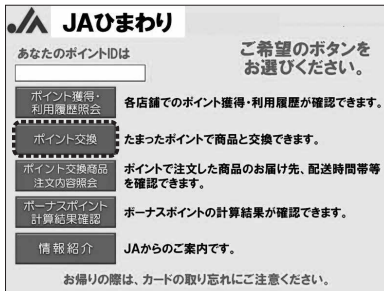 JAひまわり
あなたのポイントIDは
ご希望のボタンを
お選びください。
ポイント獲得・
利用履歴照会
各店舗でのポイント獲得・利用履歴が確認できます。
ポイント交換
たまったポイントで商品と交換できます。
ポイント交換商品
注文内容照会
ポイントで注文した商品のお届け先、配送時間帯等
を確認できます。
ボーナスポイント
計算結果確認
ボーナスポイントの計算結果が確認できます。
情報紹介
JAからのご案内です。
お帰りの際は、カードの取り忘れにご注意ください。